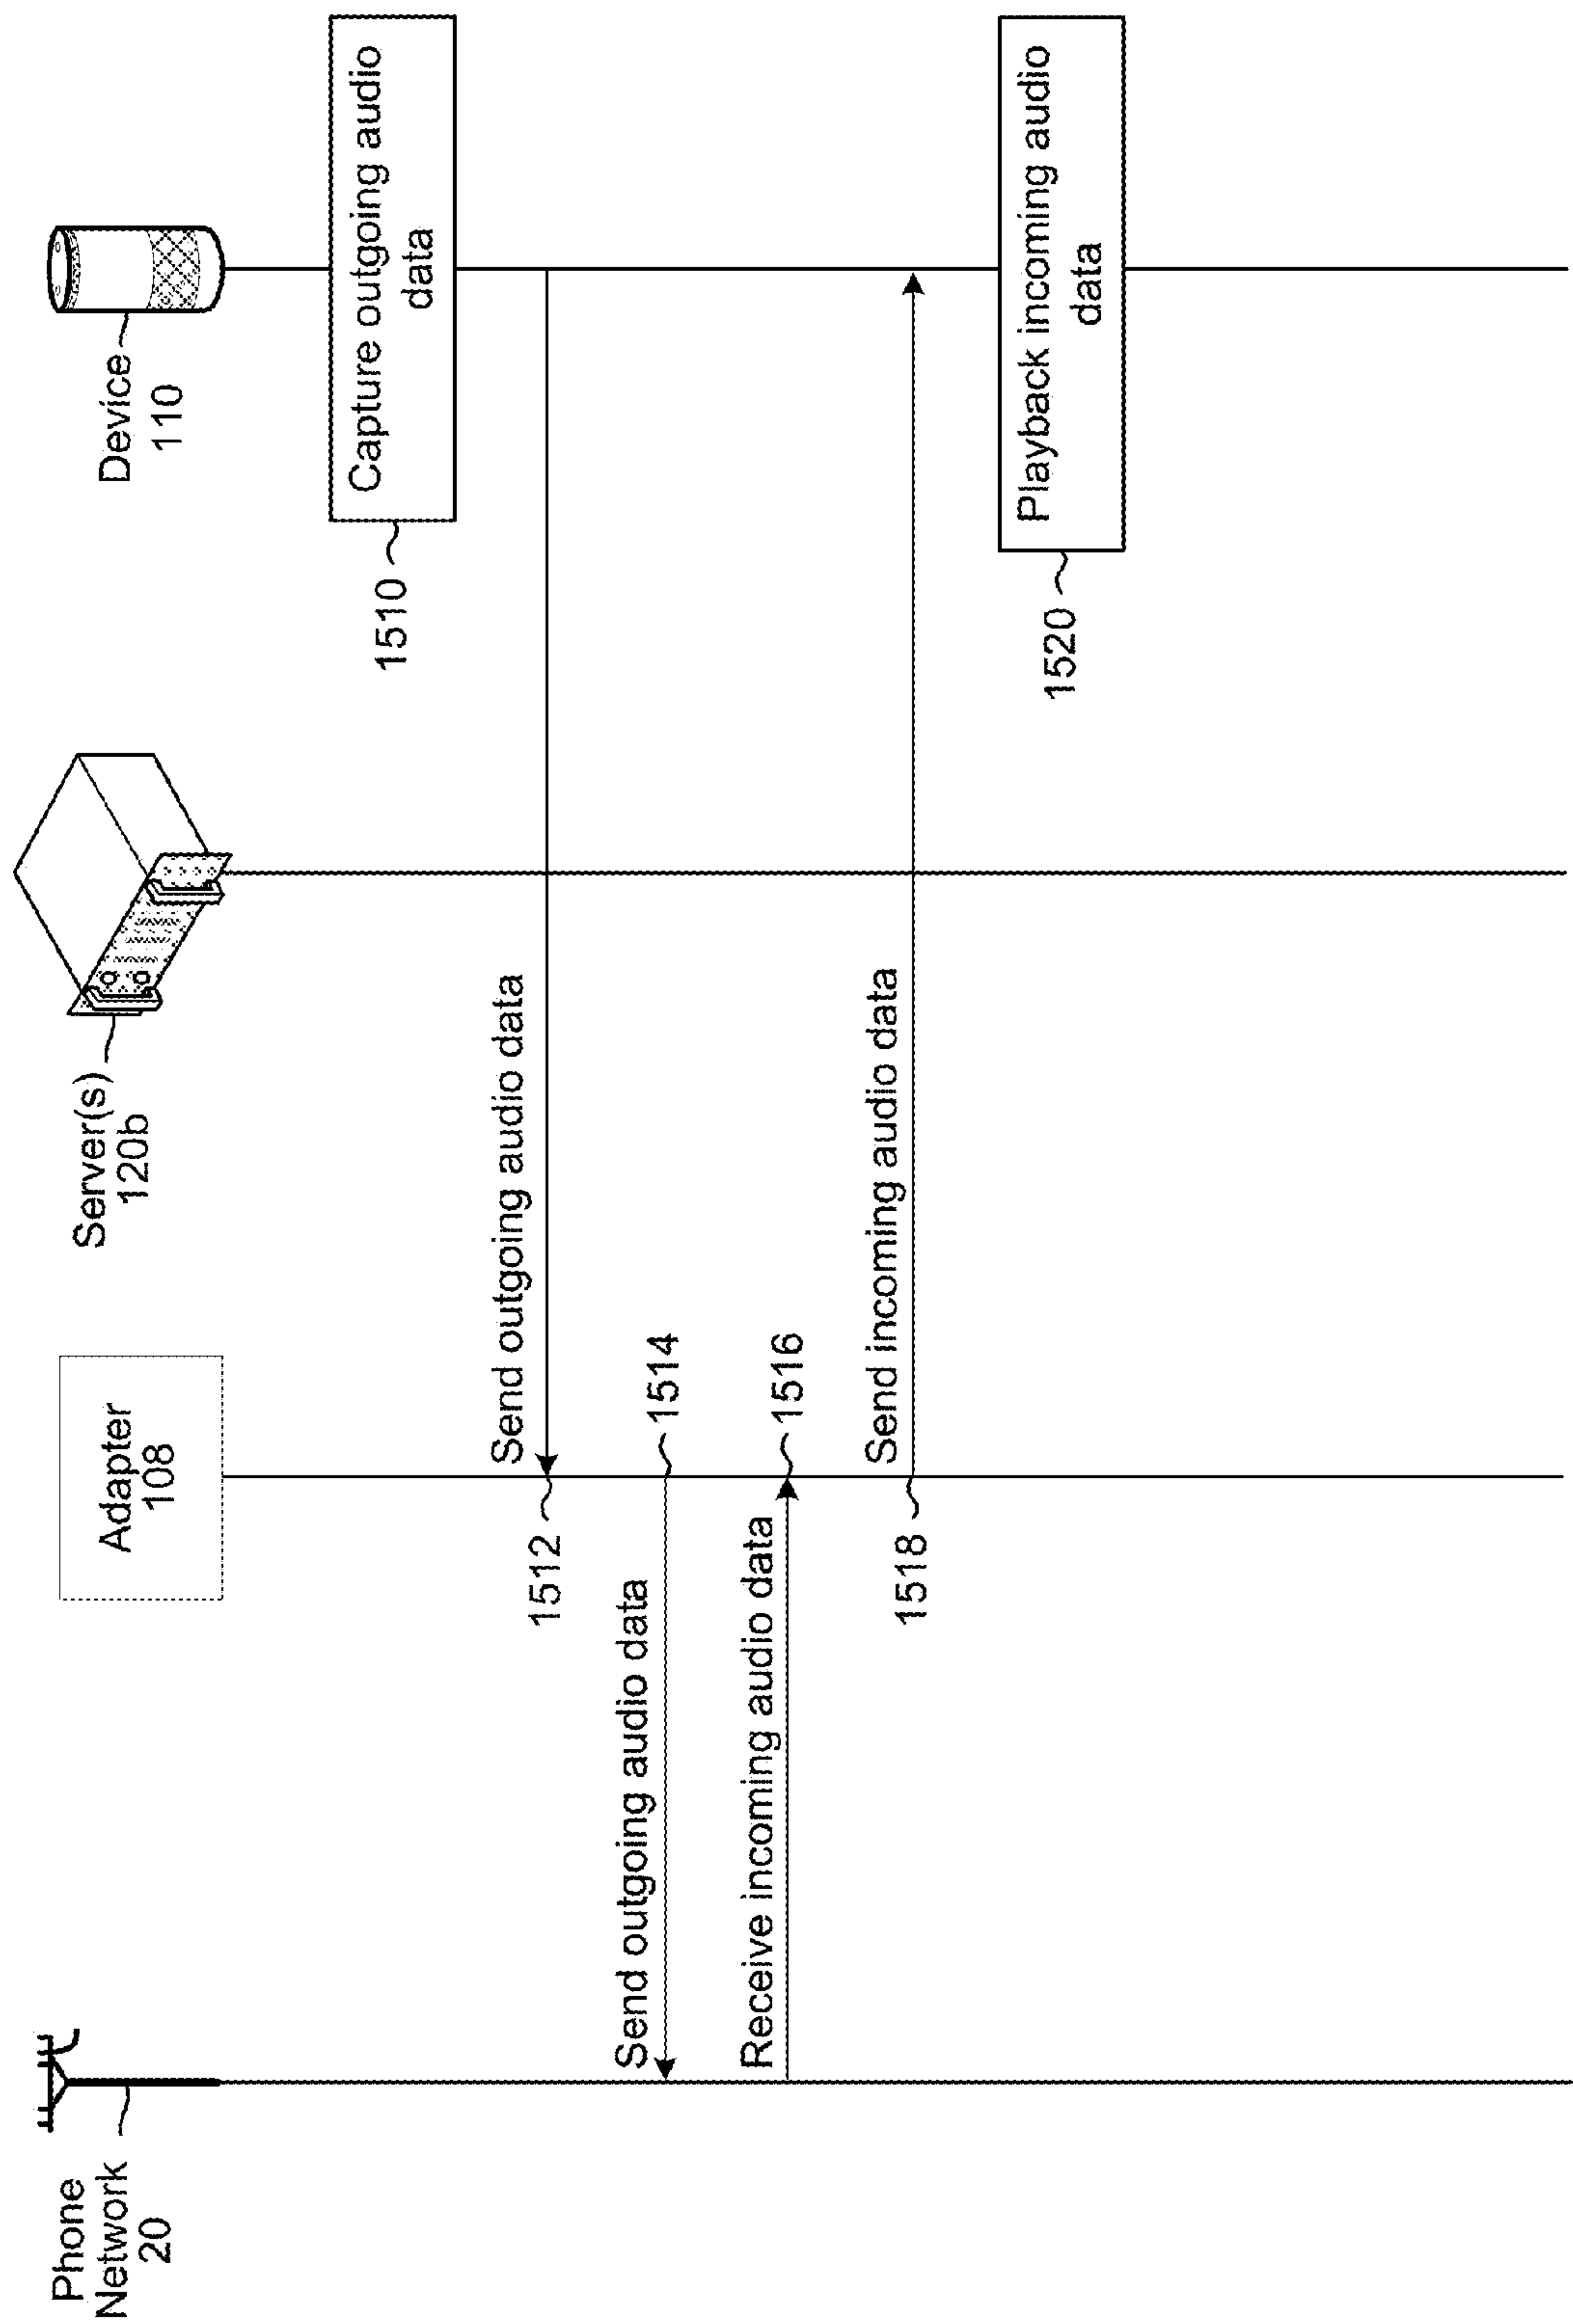 Phone
Network
20
Adapter
108
Server(s)
120b
Device
110
Capture outgoing audio
data
1510
Send outgoing audio data
1512
Send outgoing audio data
1514
Receive incoming audio data
1516
Send incoming audio data
1518
Playback incoming audio
data
1520